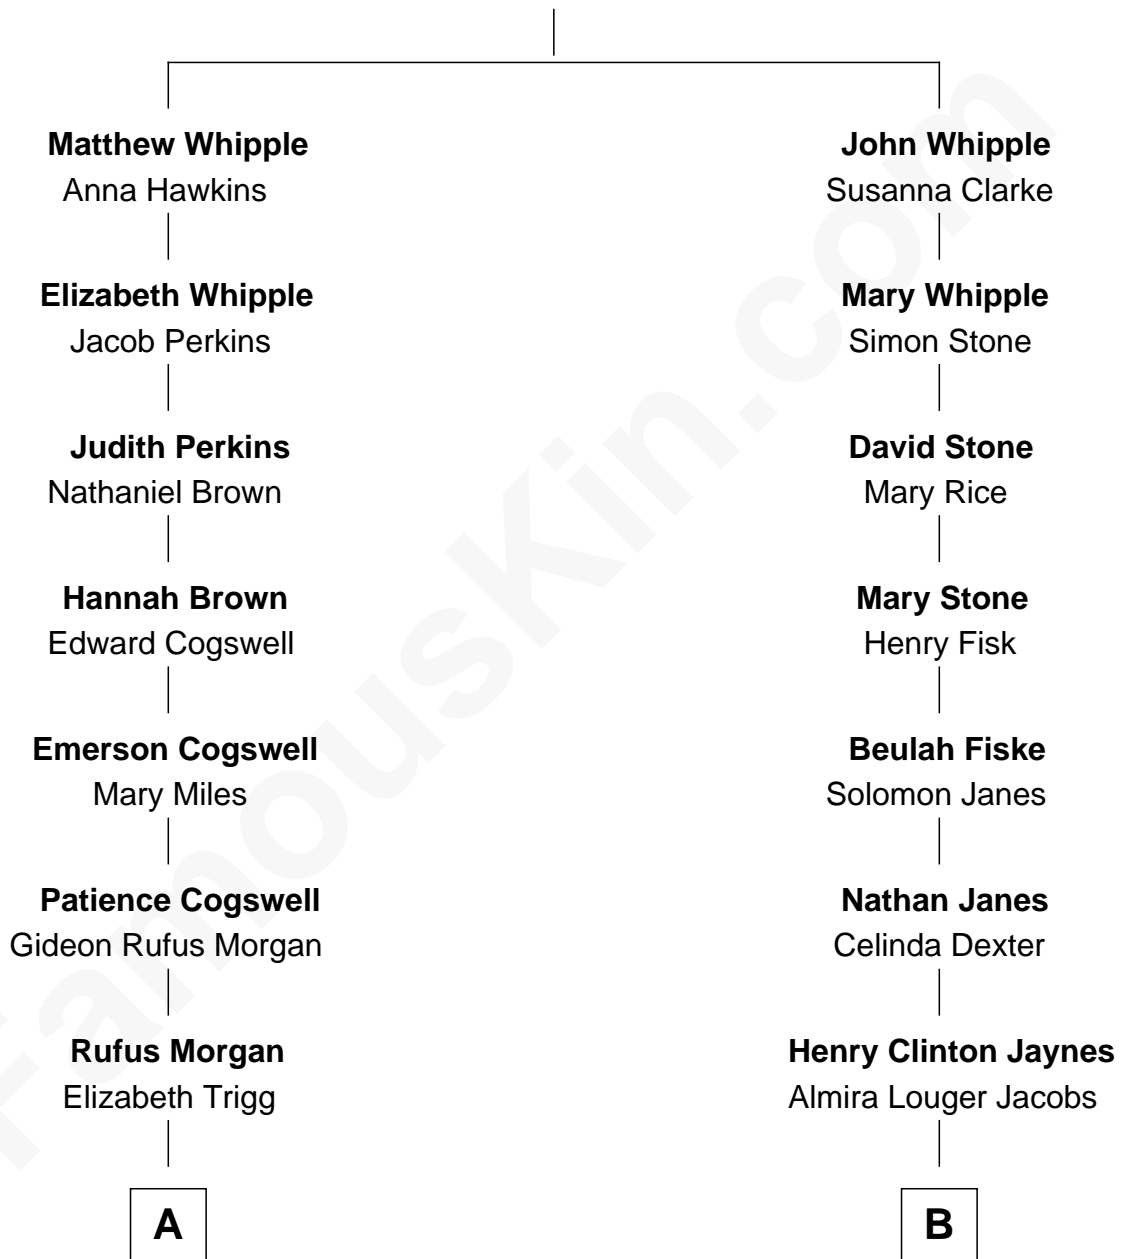 Matthew Whipple
Anna Hawkins
Elizabeth Whipple
Jacob Perkins
Judith Perkins
Nathaniel Brown
Hannah Brown
Edward Cogswell
Emerson Cogswell
Mary Miles
Patience Cogswell
Gideon Rufus Morgan
Rufus Morgan
Elizabeth Trigg
A
John Whipple
Susanna Clarke
Mary Whipple
Simon Stone
David Stone
Mary Rice
Mary Stone
Henry Fisk
Beulah Fiske
Solomon Janes
Nathan Janes
Celinda Dexter
Henry Clinton Jaynes
Almira Louger Jacobs
B
FamousKin.com